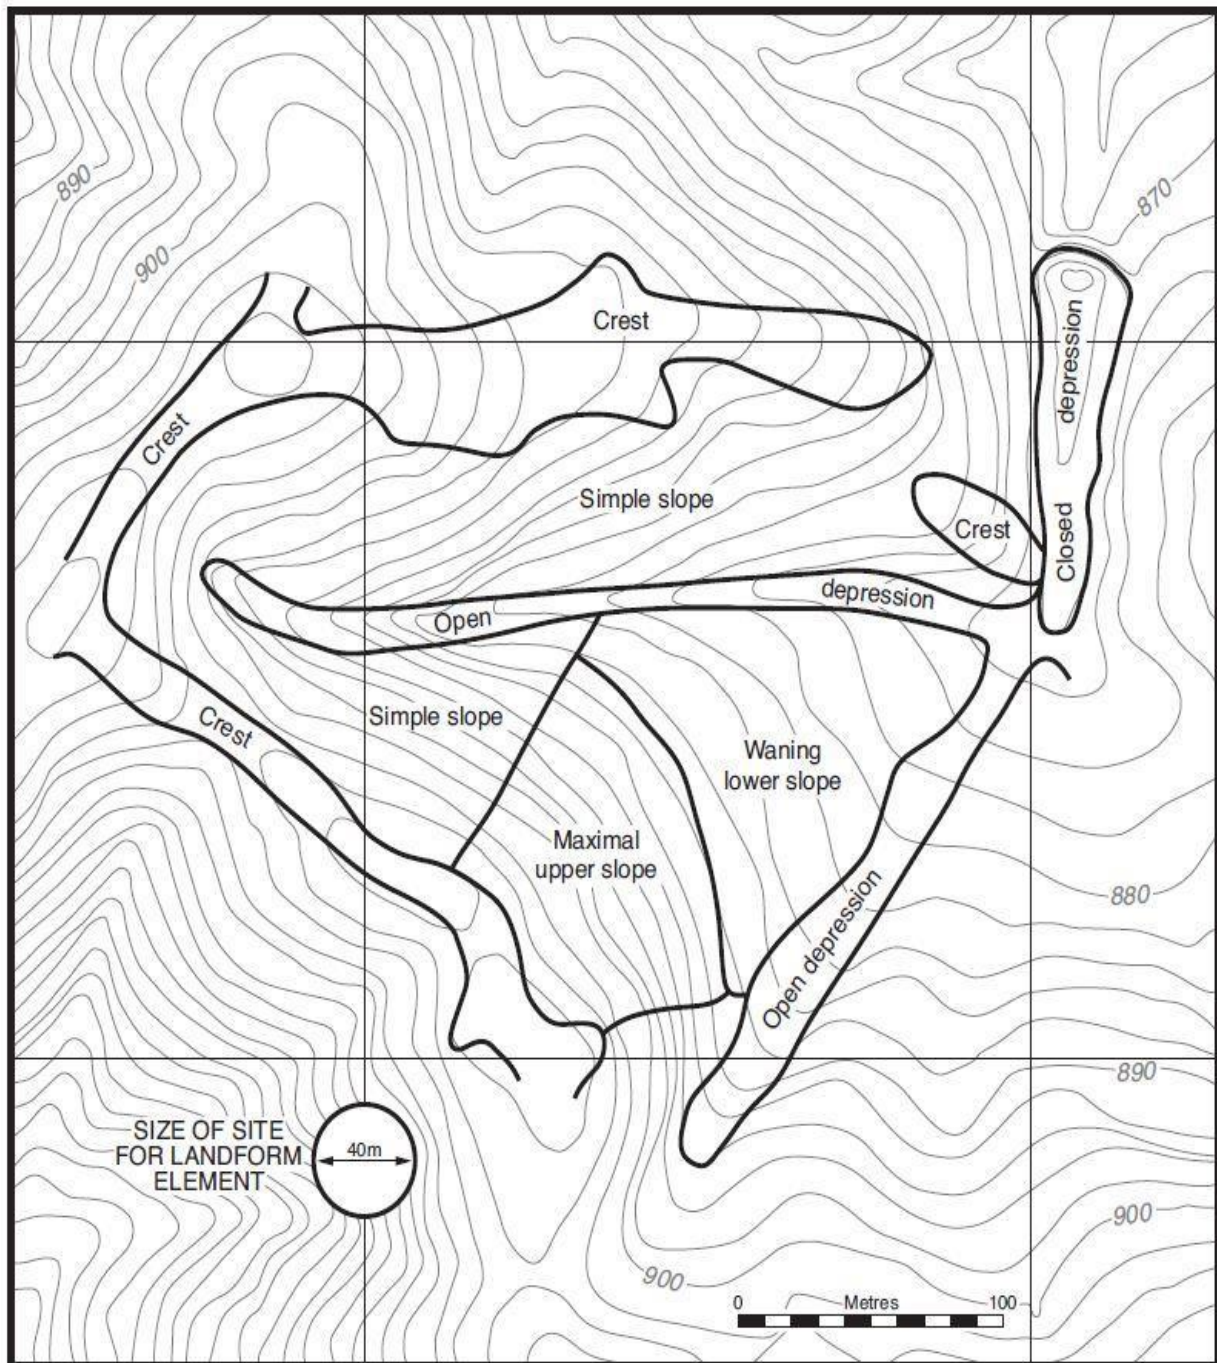 890
870
900
Crest
depression
Crest
Simple slope
Crest
Closed
depression
Open
Simple slope
Crest
Waning
lower slope
Maximal
upper slope
880
Open depression
890
SIZE OF SITE
FOR LANDFORM
ELEMENT
40m
900
900
0 Metres 100